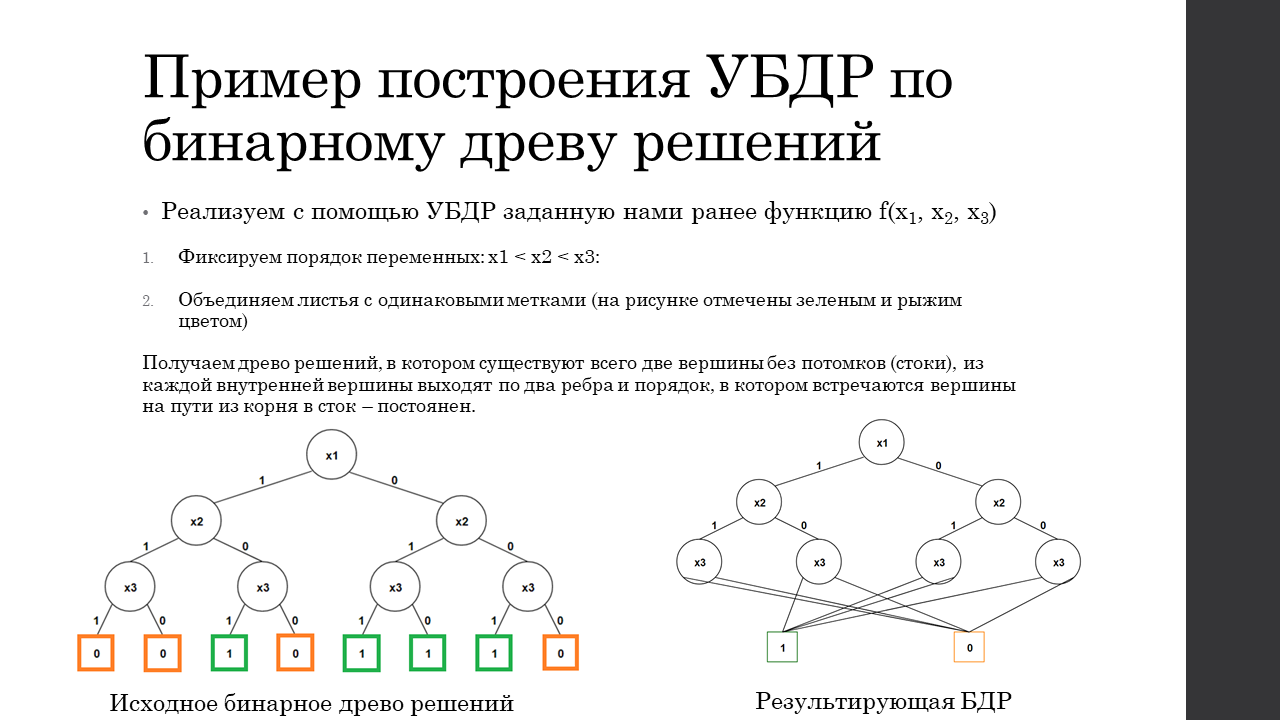 Пример построения УБДР по
бинарному древу решений
• Реализуем с помощью УБДР заданную нами ранее функцию f(x₁, x₂, x₃)
1. Фиксируем порядок переменных: x1 < x2 < x3:
2. Объединяем листья с одинаковыми метками (на рисунке отмечены зеленым и рыжим
цветом)
Получаем древо решений, в котором существуют всего две вершины без потомков (стоки), из
каждой внутренней вершины выходят по два ребра и порядок, в котором встречаются вершины
на пути из корня в сток – постоянен.
x1
1 0
x2 x2
1 0 1 0
x3 x3 x3 x3
1 0 1 0 1 0 1 0
0 0 1 0 1 1 1 0
Исходное бинарное древо решений
x1
1 0
x2 x2
1 0 1 0
x3 x3 x3 x3
1 0
Результирующая БДР